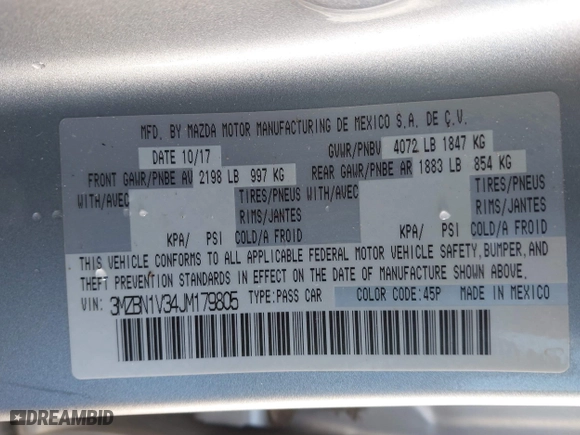 MFD. BY MAZDA MOTOR MANUFACTURING DE MEXICO S.A. DE C.V.
DATE 10/17 GVWR/PNBV 4072 LB 1847 KG
FRONT GAWR/PNBE AV 2198 LB 997 KG REAR GAWR/PNBE AR 1883 LB 854 KG
WITH/AVEC TIRES/PNEUS WITH/AVEC TIRES/PNEUS
RIMS/JANTES RIMS/JANTES
KPA/ PSI COLD/A FROID KPA/ PSI COLD/A FROID
THIS VEHICLE CONFORMS TO ALL APPLICABLE FEDERAL MOTOR VEHICLE SAFETY, BUMPER, AND
THEFT PREVENTION STANDARDS IN EFFECT ON THE DATE OF MANUFACTURE SHOWN ABOVE.
VIN: 3MZBN1V34JM179805 TYPE:PASS CAR COLOR CODE:45P MADE IN MEXICO
DREAMBID